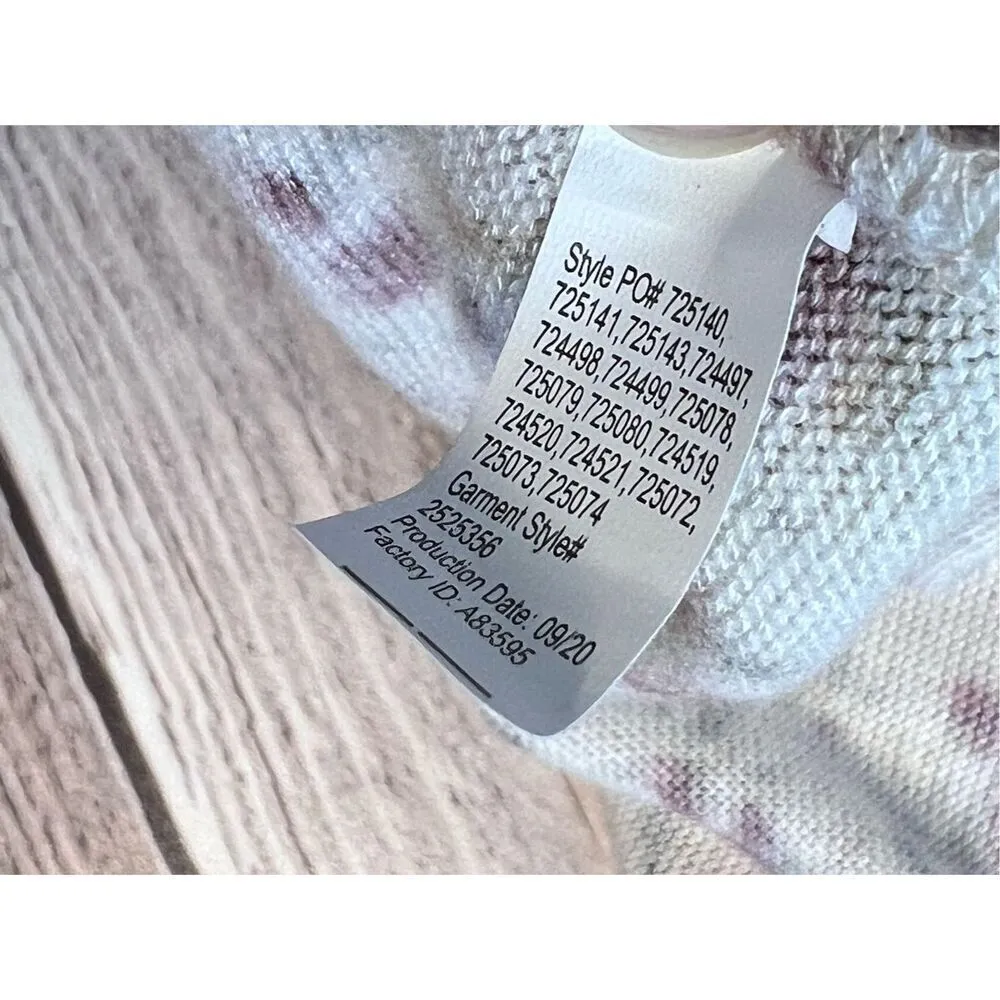 Style PO# 725140,
725141,725143,724497,
724498,724499,725078,
725079,725080,724519,
724520,724521,725072,
725073,725074
Garment Style#
2525356
Production Date: 09/20
Factory ID: A83595